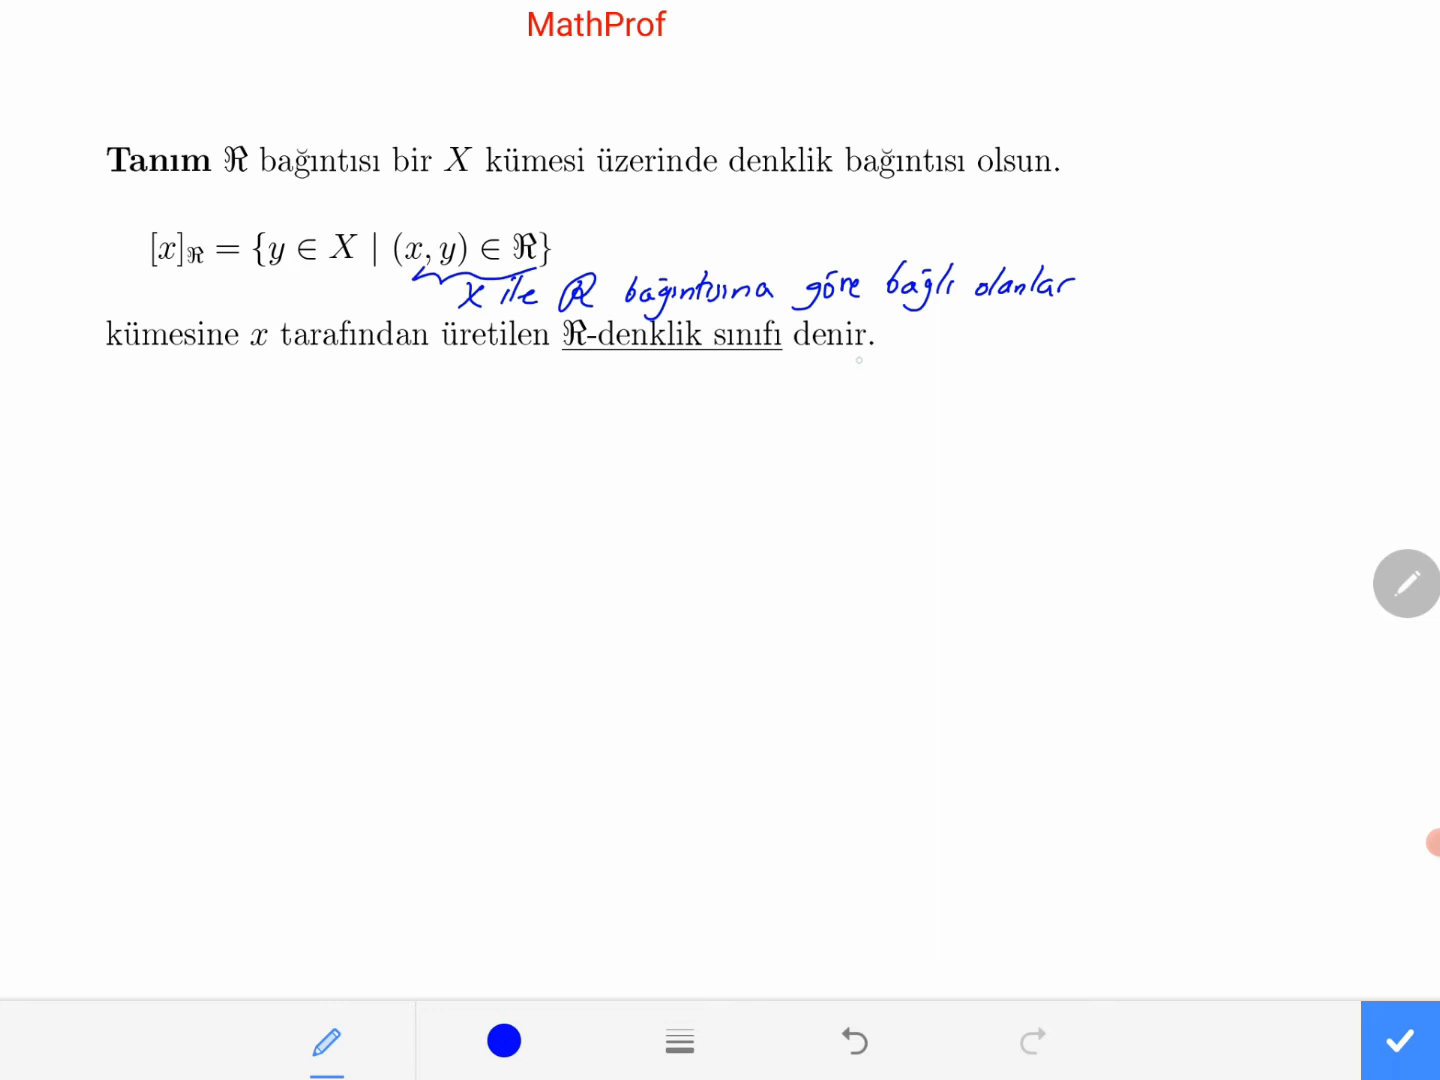 MathProf
Tanım ℜ bağıntısı bir X kümesi üzerinde denklik bağıntısı olsun.
[x]ℜ = {y ∈ X | (x, y) ∈ ℜ}
x ile ℜ bağıntısına göre bağlı olanlar
kümesine x tarafından üretilen ℜ-denklik sınıfı denir.